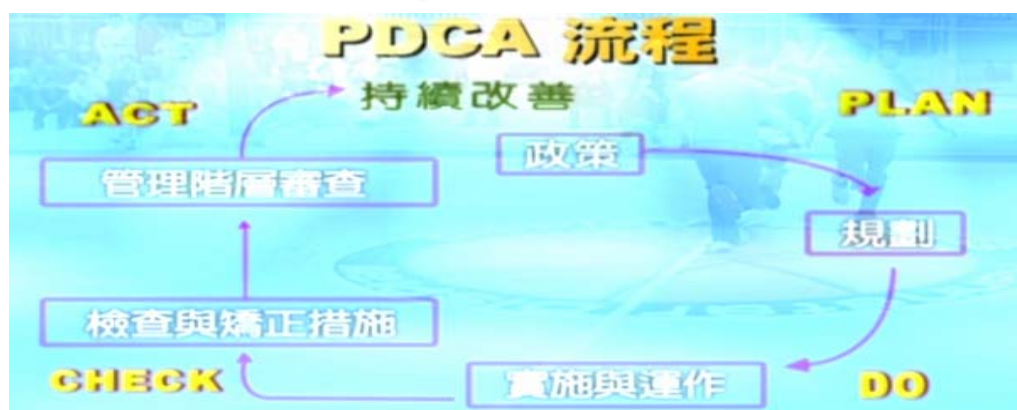 PDCA 流程
持續改善
ACT
PLAN
政策
管理階層審查
規劃
檢查與矯正措施
CHECK
實施與運作
DO